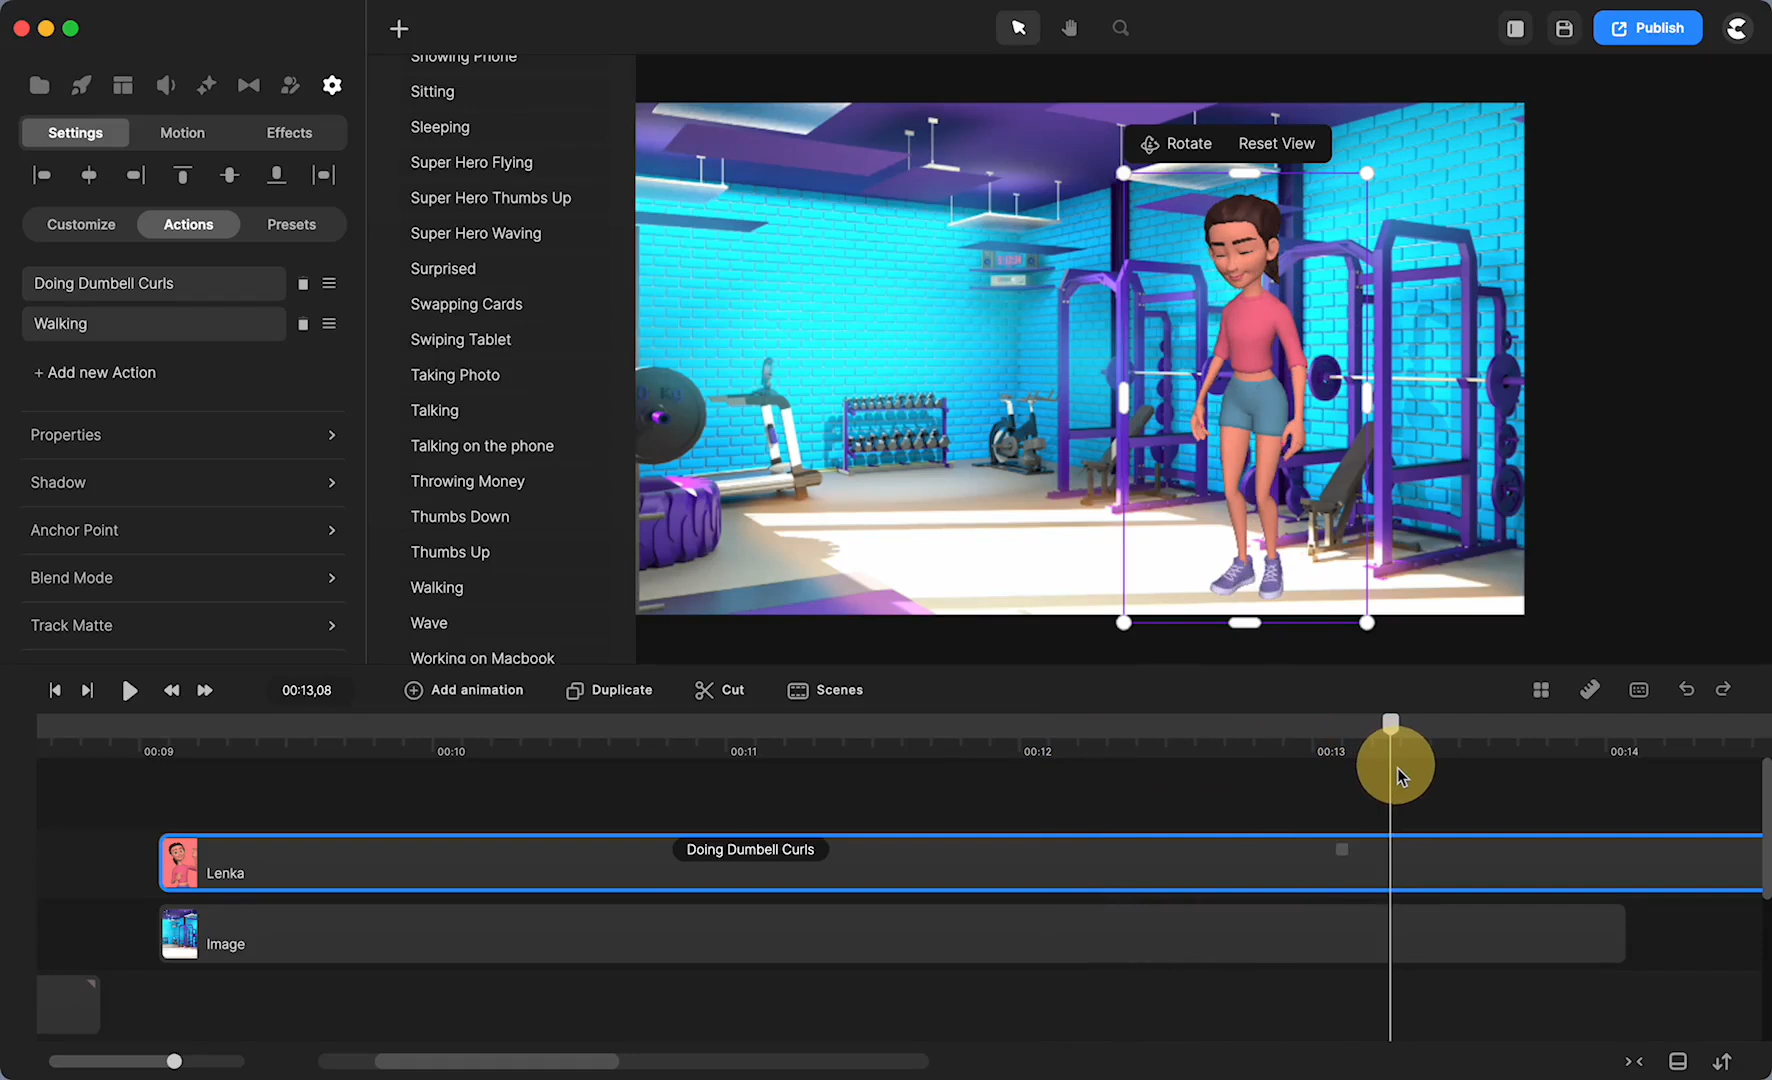 Publish
Settings
Motion
Effects
Customize
Actions
Presets
Doing Dumbell Curls
Walking
+ Add new Action
Properties
Shadow
Anchor Point
Blend Mode
Track Matte
Showing Phone
Sitting
Sleeping
Super Hero Flying
Super Hero Thumbs Up
Super Hero Waving
Surprised
Swapping Cards
Swiping Tablet
Taking Photo
Talking
Talking on the phone
Throwing Money
Thumbs Down
Thumbs Up
Walking
Wave
Working on Macbook
Rotate
Reset View
00:13,08
Add animation
Duplicate
Cut
Scenes
00:09
00:10
00:11
00:12
00:13
00:14
Doing Dumbell Curls
Lenka
Image